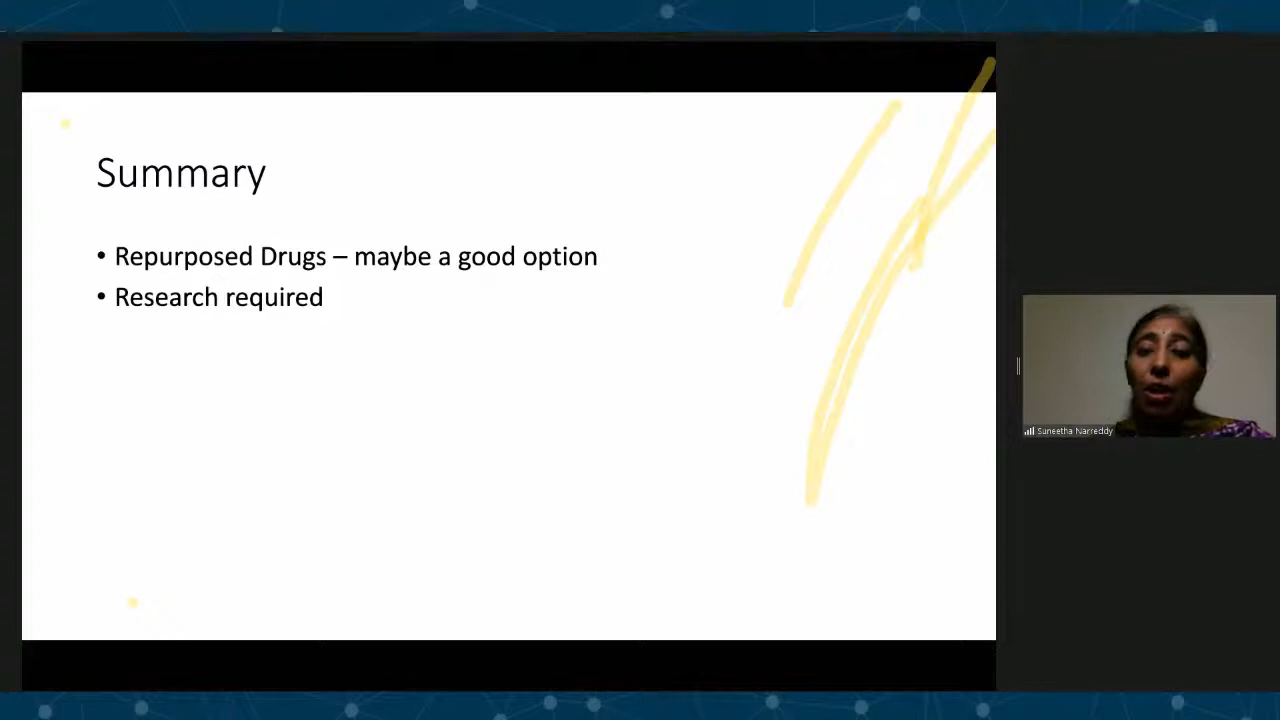 Summary
• Repurposed Drugs – maybe a good option
• Research required
Suneetha Narreddy